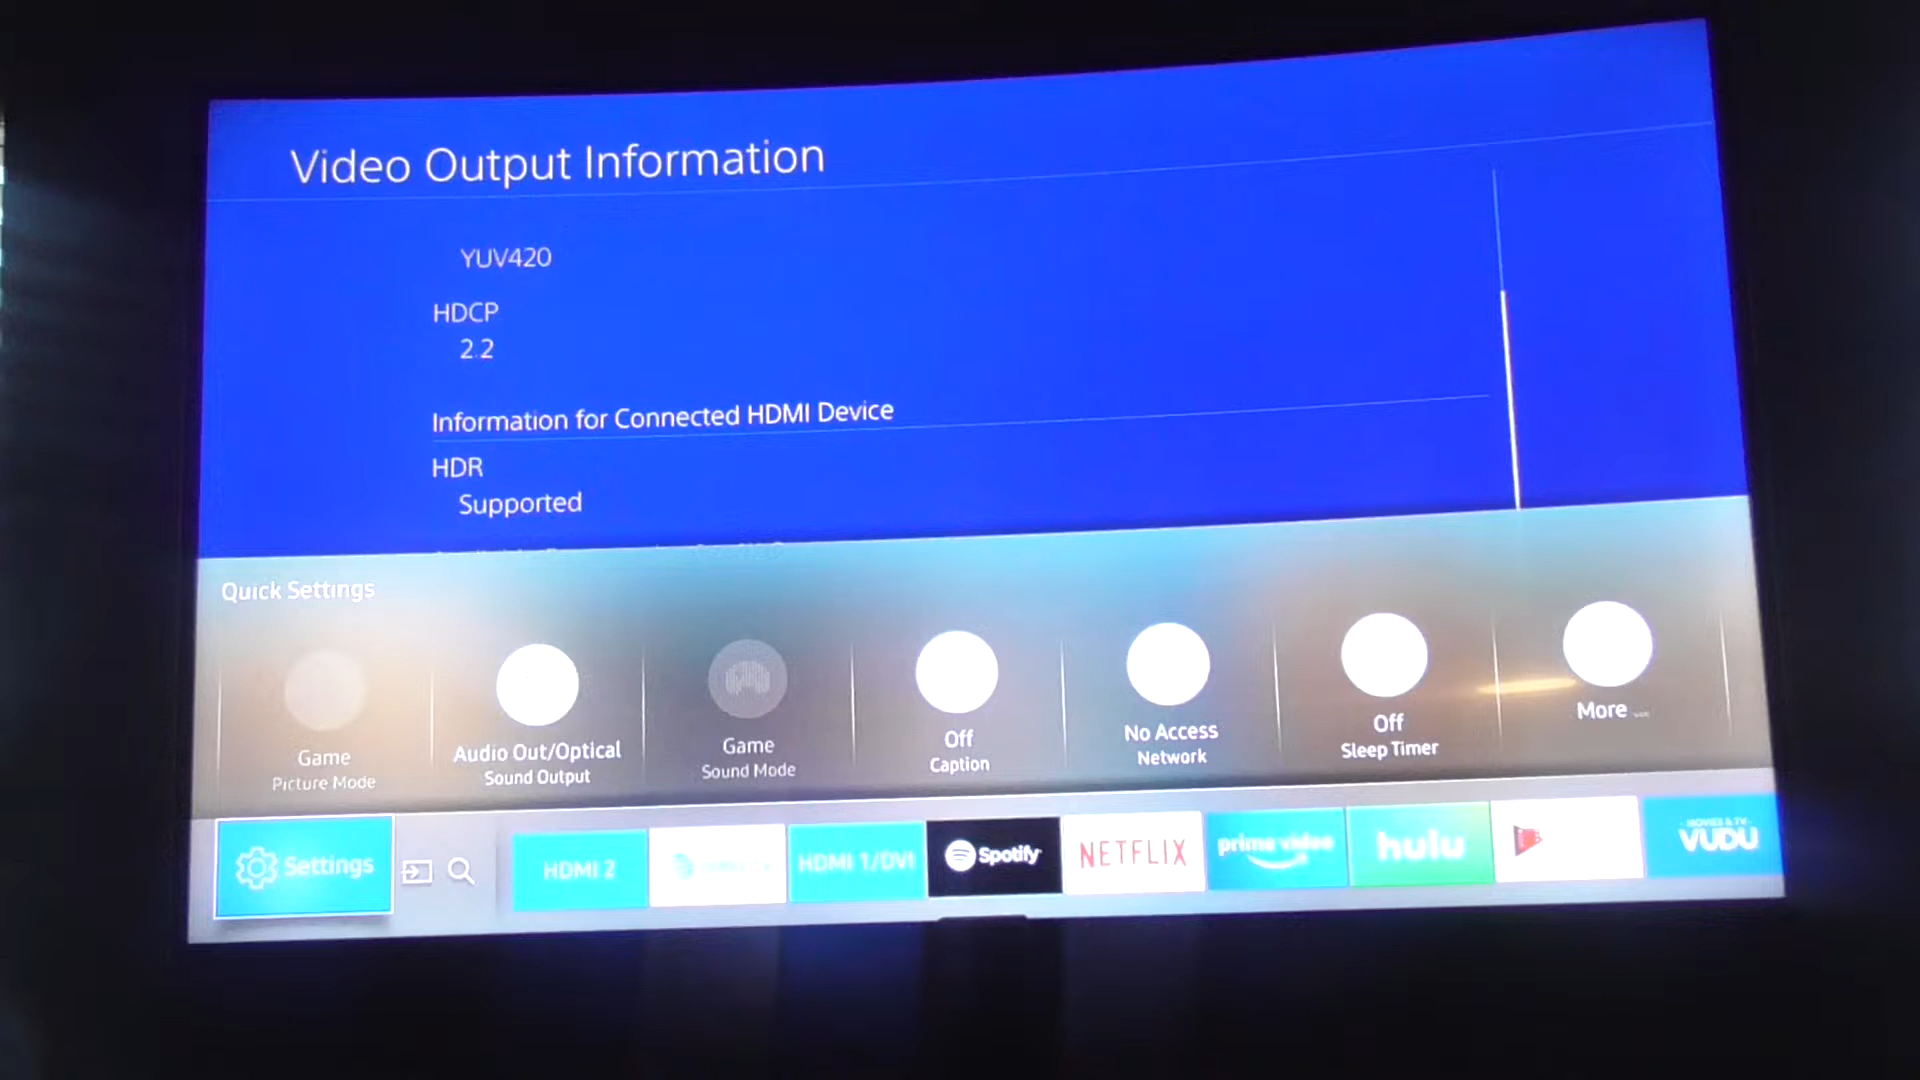 Video Output Information
YUV420
HDCP
2.2
Information for Connected HDMI Device
HDR
Supported
Quick Settings
Game
Picture Mode
Audio Out/Optical
Sound Output
Game
Sound Mode
Off
Caption
No Access
Network
Off
Sleep Timer
More
Settings
HDMI 2
HDMI 1/DVI
Spotify
NETFLIX
prime video
hulu
MOVIES & TV
VUDU